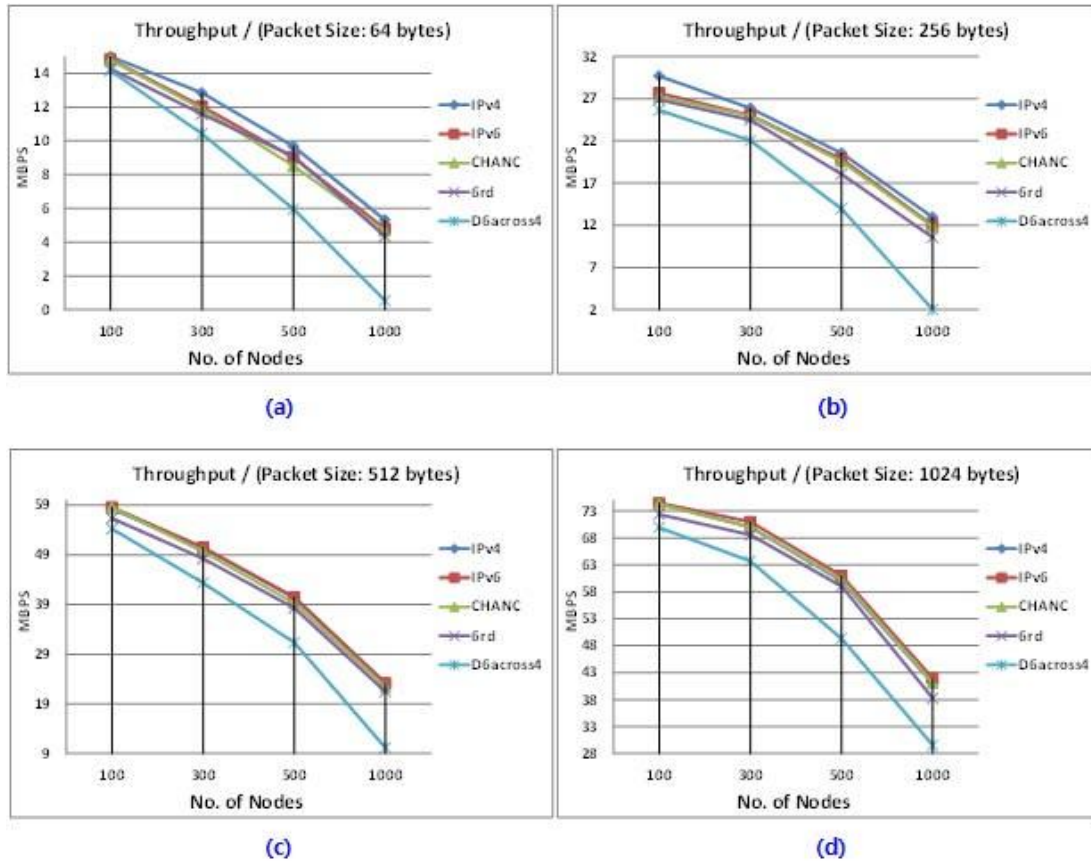 Throughput / (Packet Size: 64 bytes)
14
12
10
8
6
4
2
0
MBPS
100 300 500 1000
No. of Nodes
IPv4
IPv6
CHANC
6rd
D6across4
(a)
Throughput / (Packet Size: 256 bytes)
32
27
22
17
12
7
2
MBPS
100 300 500 1000
No. of Nodes
IPv4
IPv6
CHANC
6rd
D6across4
(b)
Throughput / (Packet Size: 512 bytes)
59
49
39
29
19
9
MBPS
100 300 500 1000
No. of Nodes
IPv4
IPv6
CHANC
6rd
D6across4
(c)
Throughput / (Packet Size: 1024 bytes)
73
68
63
58
53
48
43
38
33
28
MBPS
100 300 500 1000
No. of Nodes
IPv4
IPv6
CHANC
6rd
D6across4
(d)